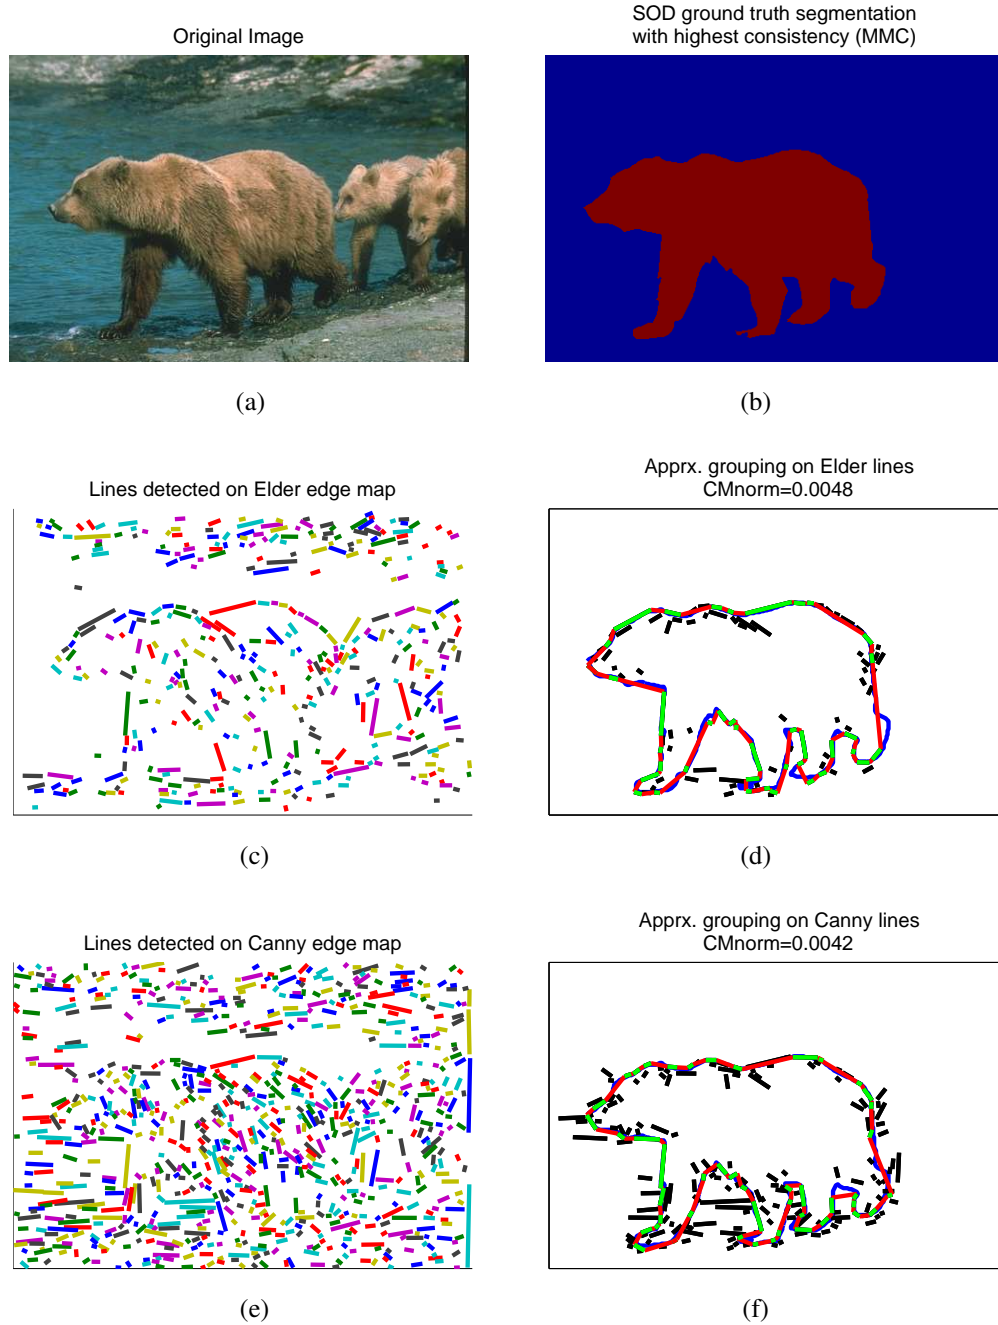 Original Image
SOD ground truth segmentation
with highest consistency (MMC)
(a)
(b)
Lines detected on Elder edge map
Apprx. grouping on Elder lines
CMnorm=0.0048
(c)
(d)
Lines detected on Canny edge map
Apprx. grouping on Canny lines
CMnorm=0.0042
(e)
(f)